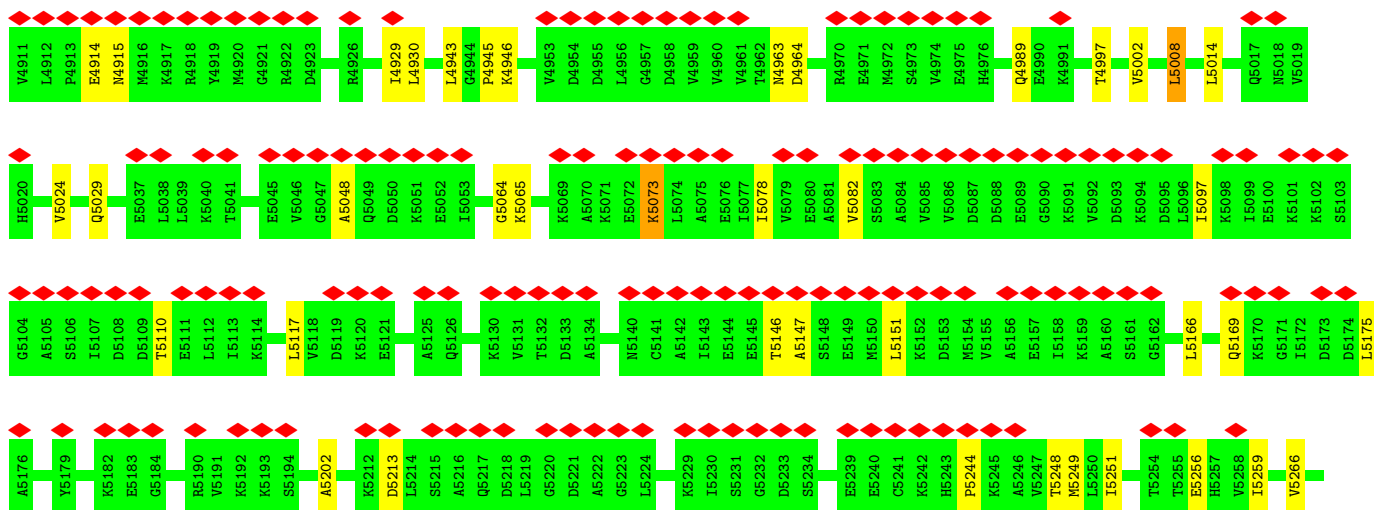 V4911 L4912 P4913 E4914 N4915 M4916 K4917 R4918 Y4919 M4920 G4921 R4922 D4923 R4926 I4929 L4930 L4943 G4944 P4945 K4946 V4953 D4954 D4955 L4956 G4957 D4958 V4959 V4960 V4961 T4962 N4963 D4964 R4970 E4971 M4972 S4973 V4974 E4975 H4976 Q4989 E4990 K4991 T4997 V5002 L5008 L5014 Q5017 N5018 V5019
H5020 V5024 Q5029 E5037 L5038 L5039 K5040 T5041 E5045 V5046 G5047 A5048 Q5049 D5050 K5051 E5052 I5053 G5064 K5065 K5069 A5070 K5071 E5072 K5073 L5074 A5075 E5076 I5077 I5078 V5079 E5080 A5081 V5082 S5083 A5084 V5085 V5086 D5087 D5088 E5089 G5090 K5091 V5092 D5093 K5094 D5095 L5096 I5097 K5098 I5099 E5100 K5101 K5102 S5103
G5104 A5105 S5106 I5107 D5108 D5109 T5110 E5111 L5112 I5113 K5114 L5117 V5118 D5119 K5120 E5121 A5125 Q5126 K5130 V5131 T5132 D5133 A5134 N5140 C5141 A5142 I5143 E5144 E5145 T5146 A5147 S5148 E5149 M5150 L5151 K5152 D5153 M5154 V5155 A5156 E5157 I5158 K5159 A5160 S5161 G5162 L5166 Q5169 K5170 G5171 I5172 D5173 D5174 L5175
A5176 Y5179 K5182 E5183 G5184 R5190 V5191 K5192 K5193 S5194 A5202 K5212 D5213 L5214 S5215 A5216 Q5217 D5218 L5219 G5220 D5221 A5222 G5223 L5224 K5229 I5230 S5231 G5232 D5233 S5234 E5239 E5240 C5241 K5242 H5243 P5244 K5245 A5246 V5247 T5248 M5249 L5250 I5251 T5254 T5255 E5256 H5257 V5258 I5259 V5266